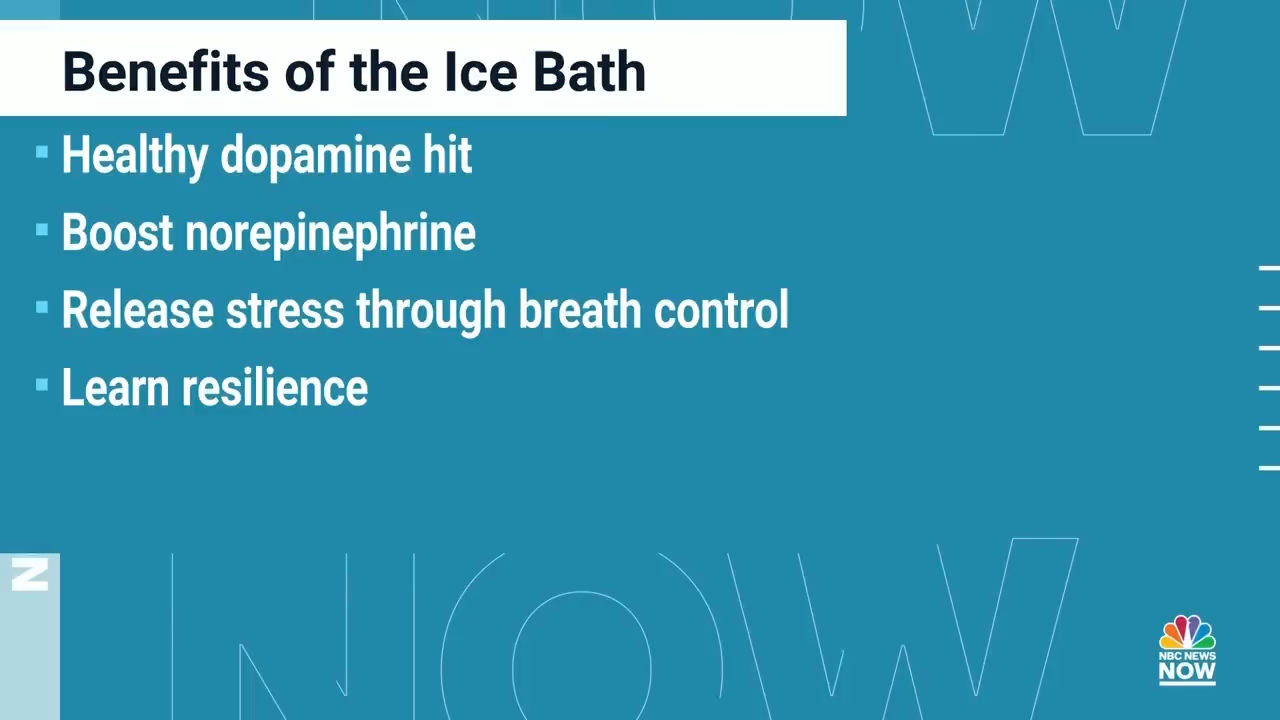 Benefits of the Ice Bath
Healthy dopamine hit
Boost norepinephrine
Release stress through breath control
Learn resilience
N
NOW
NBC NEWS
NOW